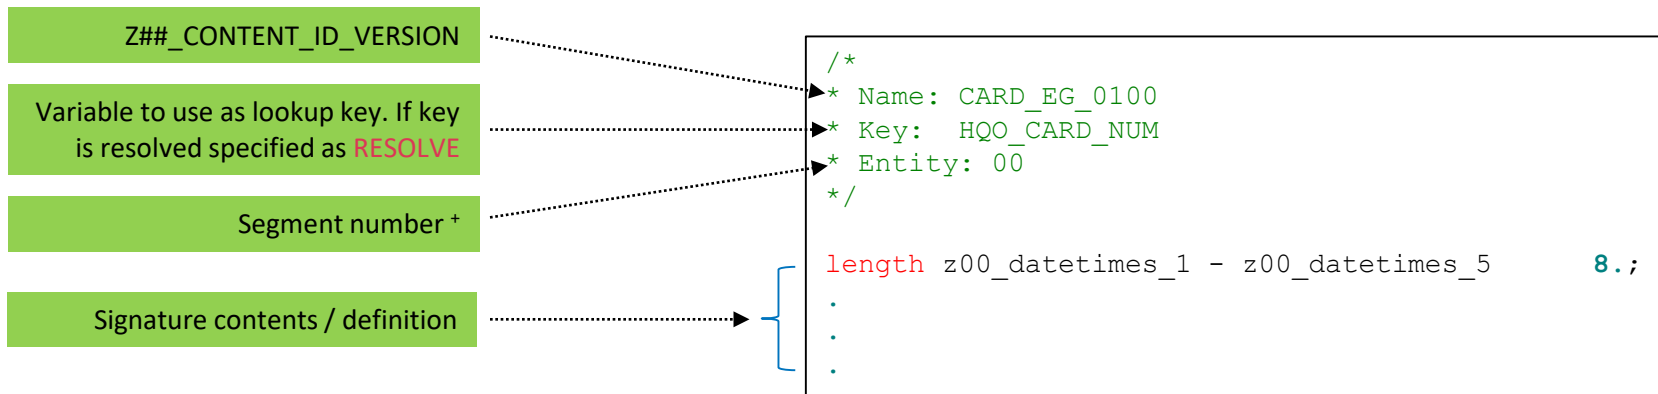 Z##_CONTENT_ID_VERSION
Variable to use as lookup key. If key
is resolved specified as RESOLVE
Segment number +
Signature contents / definition
/*
* Name: CARD_EG_0100
* Key:  HQO_CARD_NUM
* Entity: 00
*/
length z00_datetimes_1 - z00_datetimes_5     8.;
.
.
.